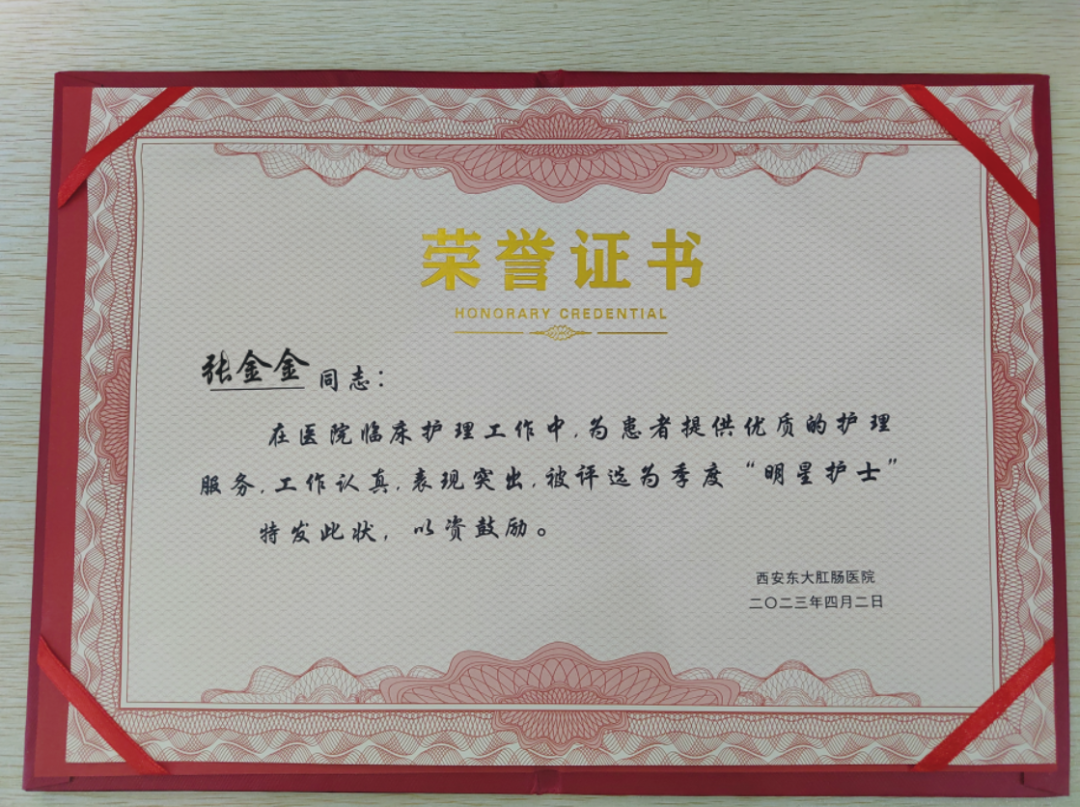 荣誉证书
HONORARY CREDENTIAL
张金金 同志：
在医院临床护理工作中，为患者提供优质的护理
服务，工作认真，表现突出，被评选为季度“明星护士”
特发此状，以资鼓励。
西安东大肛肠医院
二〇二三年四月二日